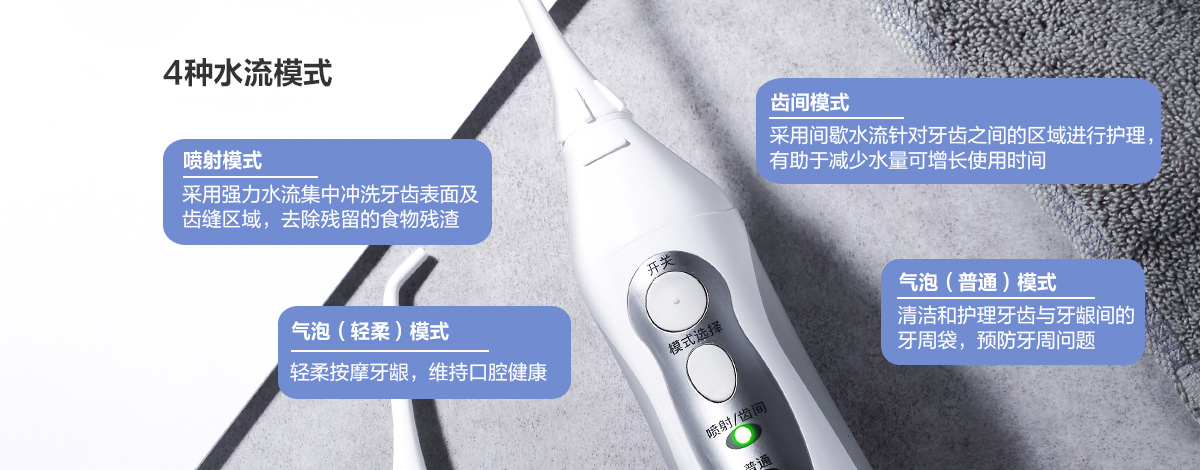 4种水流模式
喷射模式
采用强力水流集中冲洗牙齿表面及
齿缝区域，去除残留的食物残渣
气泡（轻柔）模式
轻柔按摩牙龈，维持口腔健康
齿间模式
采用间歇水流针对牙齿之间的区域进行护理，
有助于减少水量可增长使用时间
气泡（普通）模式
清洁和护理牙齿与牙龈间的
牙周袋，预防牙周问题
开关
模式选择
喷射/齿间
普通